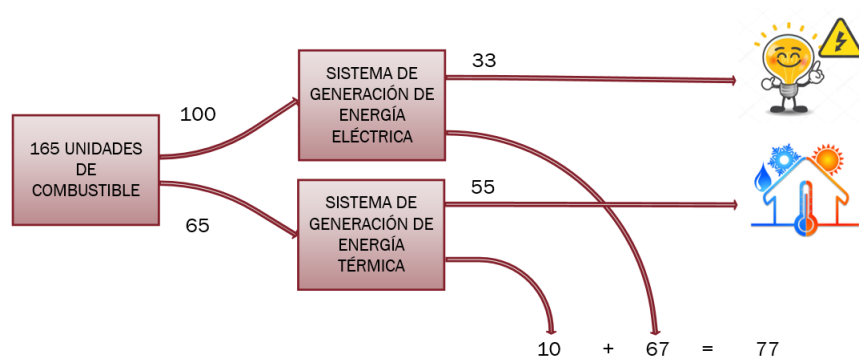 165 UNIDADES
DE
COMBUSTIBLE
100
65
SISTEMA DE
GENERACIÓN DE
ENERGÍA
ELÉCTRICA
33
SISTEMA DE
GENERACIÓN DE
ENERGÍA
TÉRMICA
55
10 + 67 = 77